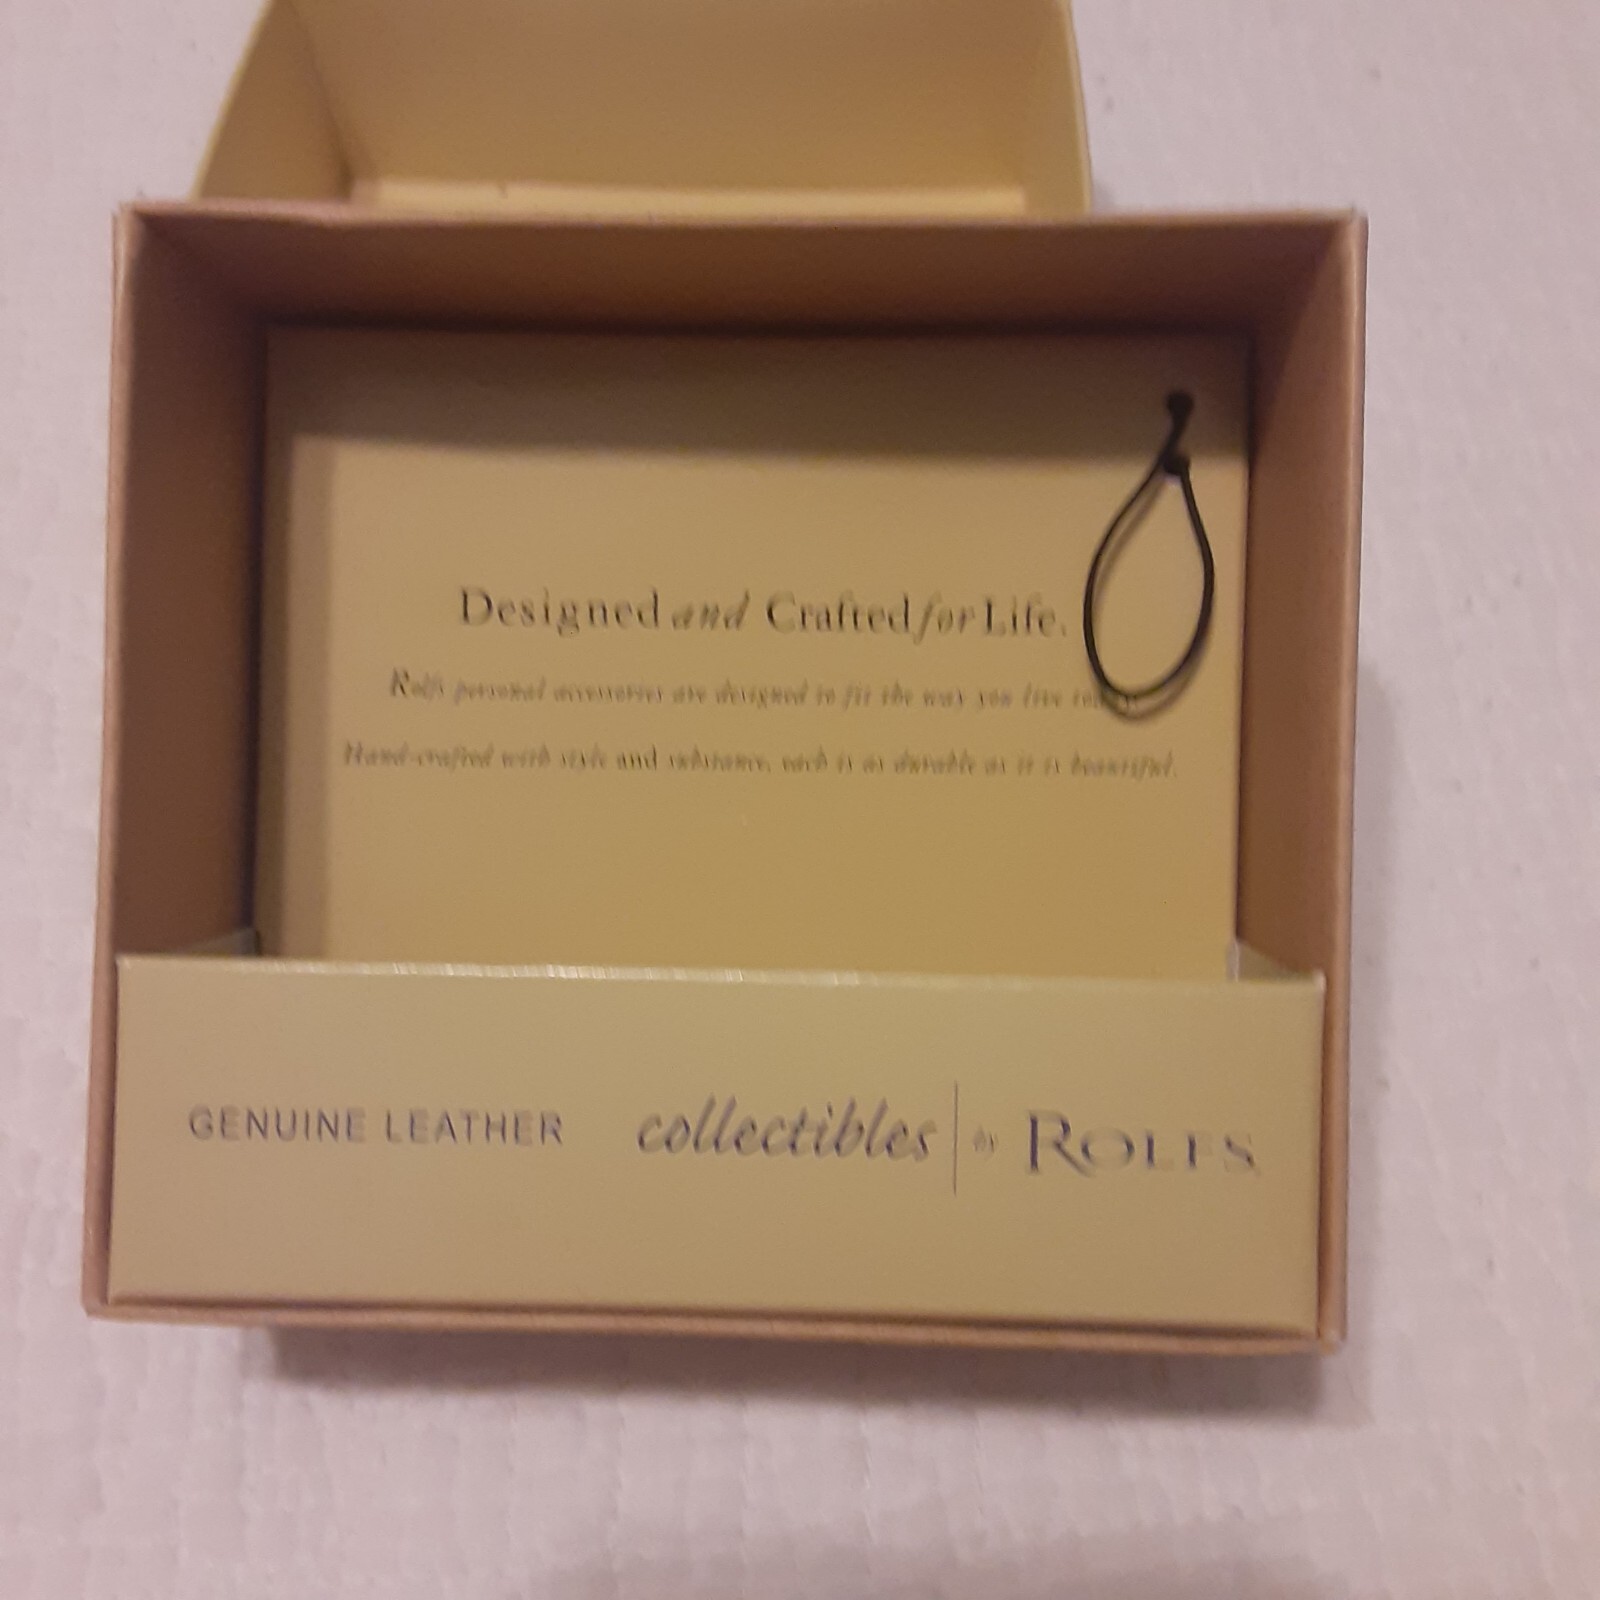 Designed and Crafted for Life.
Rolfs personal accessories are designed to fit the way you live today.
Hand-crafted with style and substance, each is as durable as it is beautiful.
GENUINE LEATHER collectibles by ROLFS